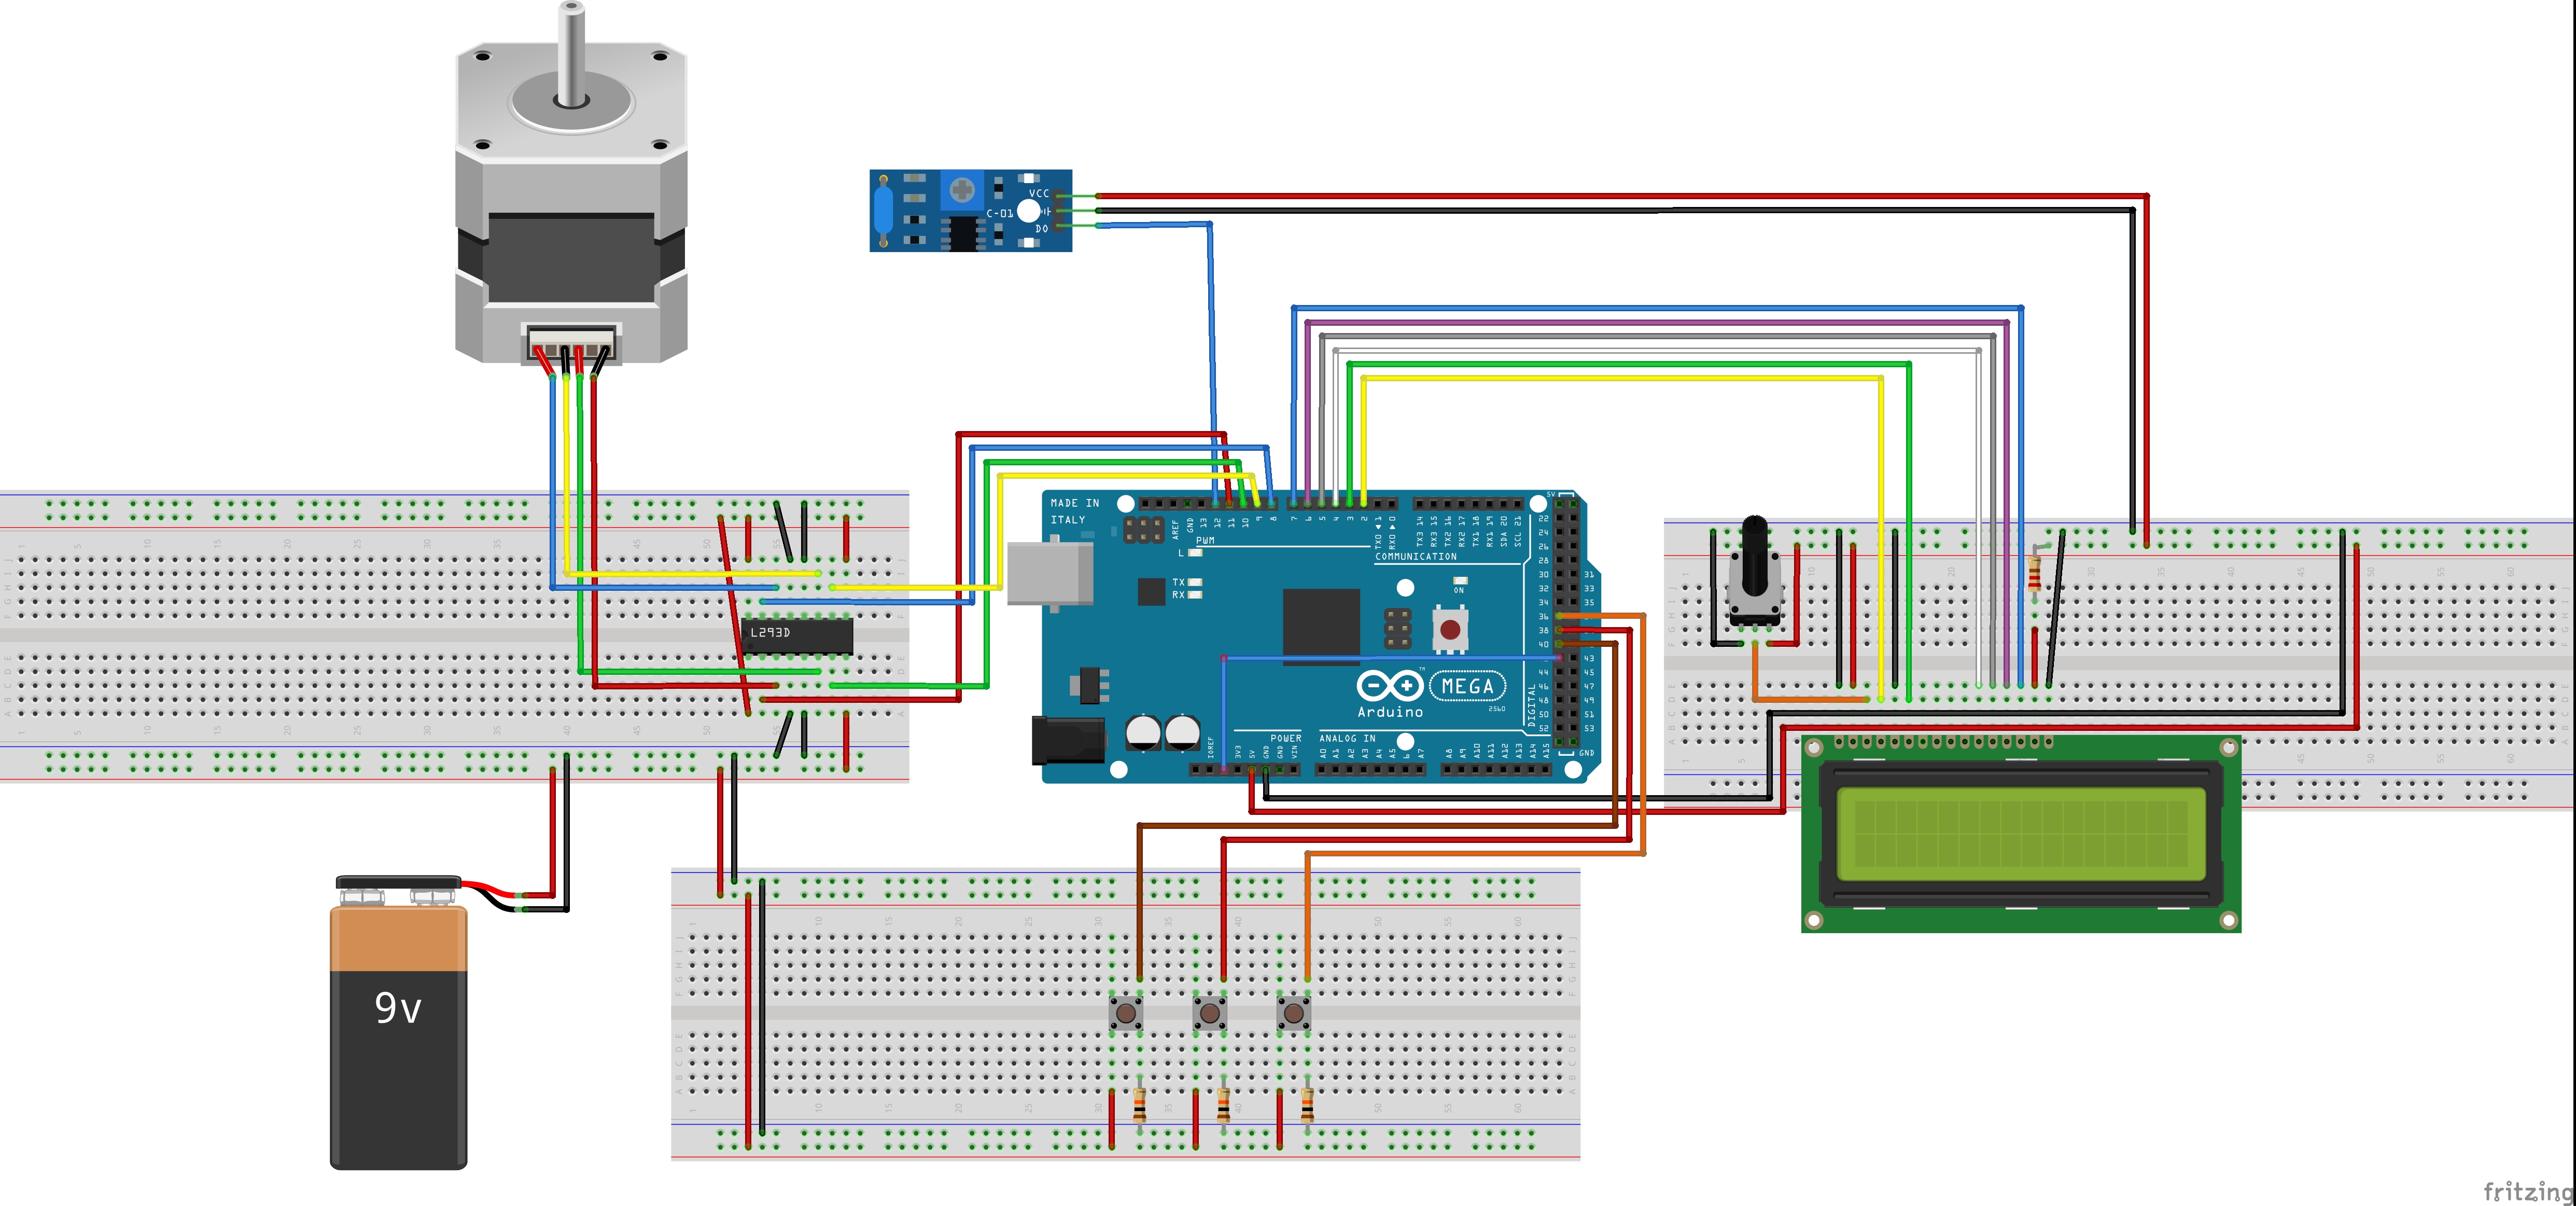 VCC
C-01
DO
MADE IN
ITALY
AREF
GND
13
12
11
10
9
8
7
6
5
4
3
2
TX0 1
RX0 0
TX3 14
RX3 15
TX2 16
RX2 17
TX1 18
RX1 19
SDA 20
SCL 21
5V
PWM
L
COMMUNICATION
TX
RX
ON
22
24
26
28
30 31
32 33
34 35
36
38
40
43
44 45
46 47
48 49
50 51
52 53
DIGITAL
GND
L293D
MEGA
2560
Arduino
POWER
ANALOG IN
IOREF
3V3
5V
GND
GND
VIN
A0
A1
A2
A3
A4
A5
6
A7
A8
A9
A10
A11
A12
A13
A14
A15
9v
fritzing